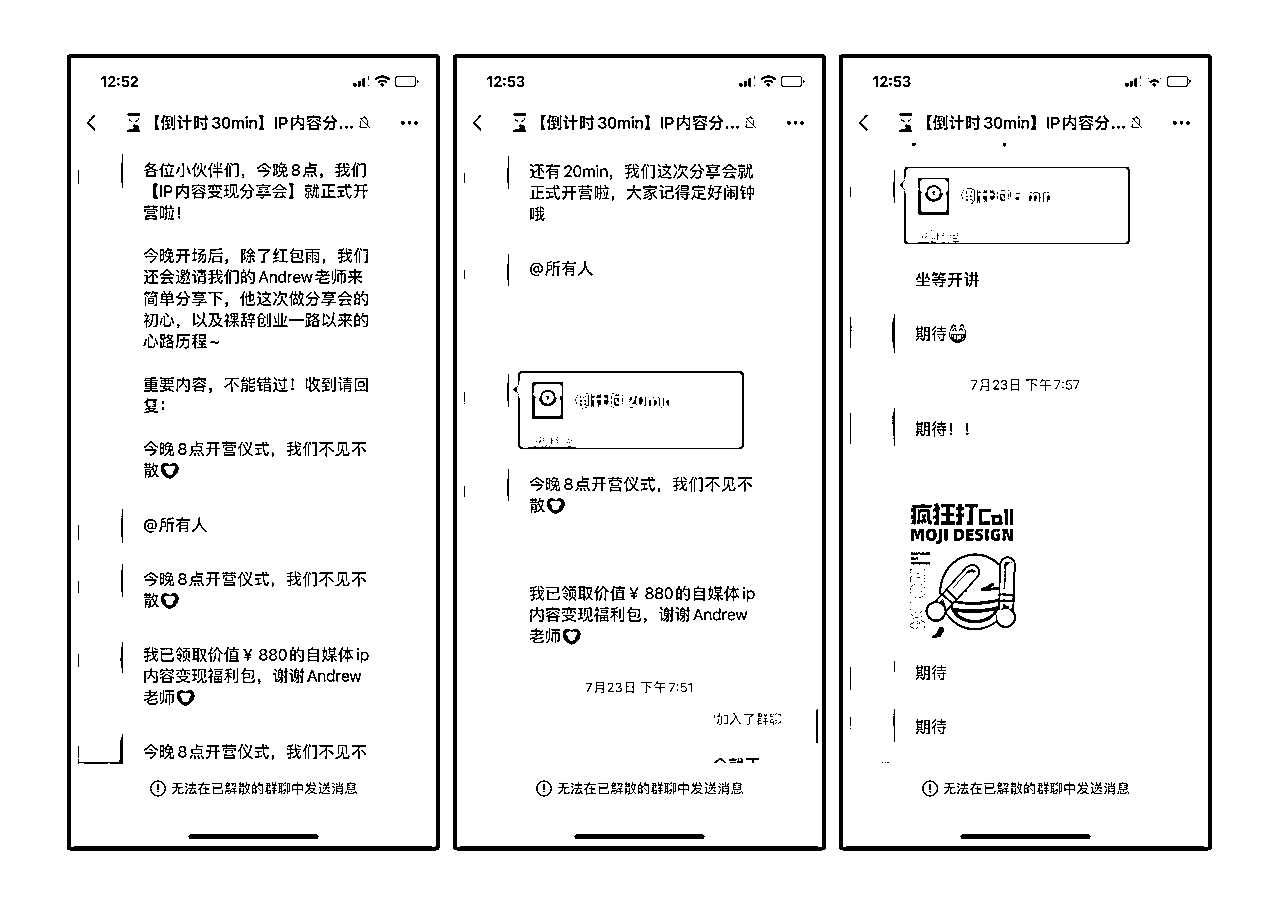 12:52
【倒计时30min】IP内容分...
各位小伙伴们，今晚8点，我们
【IP内容变现分享会】就正式开
营啦！
今晚开场后，除了红包雨，我们
还会邀请我们的Andrew老师来
简单分享下，他这次做分享会的
初心，以及裸辞创业一路以来的
心路历程~
重要内容，不能错过！收到请回
复：
今晚8点开营仪式，我们不见不
散
@所有人
今晚8点开营仪式，我们不见不
散
我已领取价值¥ 880的自媒体ip
内容变现福利包，谢谢Andrew
老师
今晚8点开营仪式，我们不见不
无法在已解散的群聊中发送消息
12:53
【倒计时30min】IP内容分...
还有20min，我们这次分享会就
正式开营啦，大家记得定好闹钟
哦
@所有人
今晚8点开营仪式，我们不见不
散
我已领取价值¥ 880的自媒体ip
内容变现福利包，谢谢Andrew
老师
7月23日 下午7:51
加入了群聊
无法在已解散的群聊中发送消息
12:53
【倒计时30min】IP内容分...
坐等开讲
期待
7月23日 下午7:57
期待！！
疯狂打Call
MOJI DESIGN
期待
期待
无法在已解散的群聊中发送消息